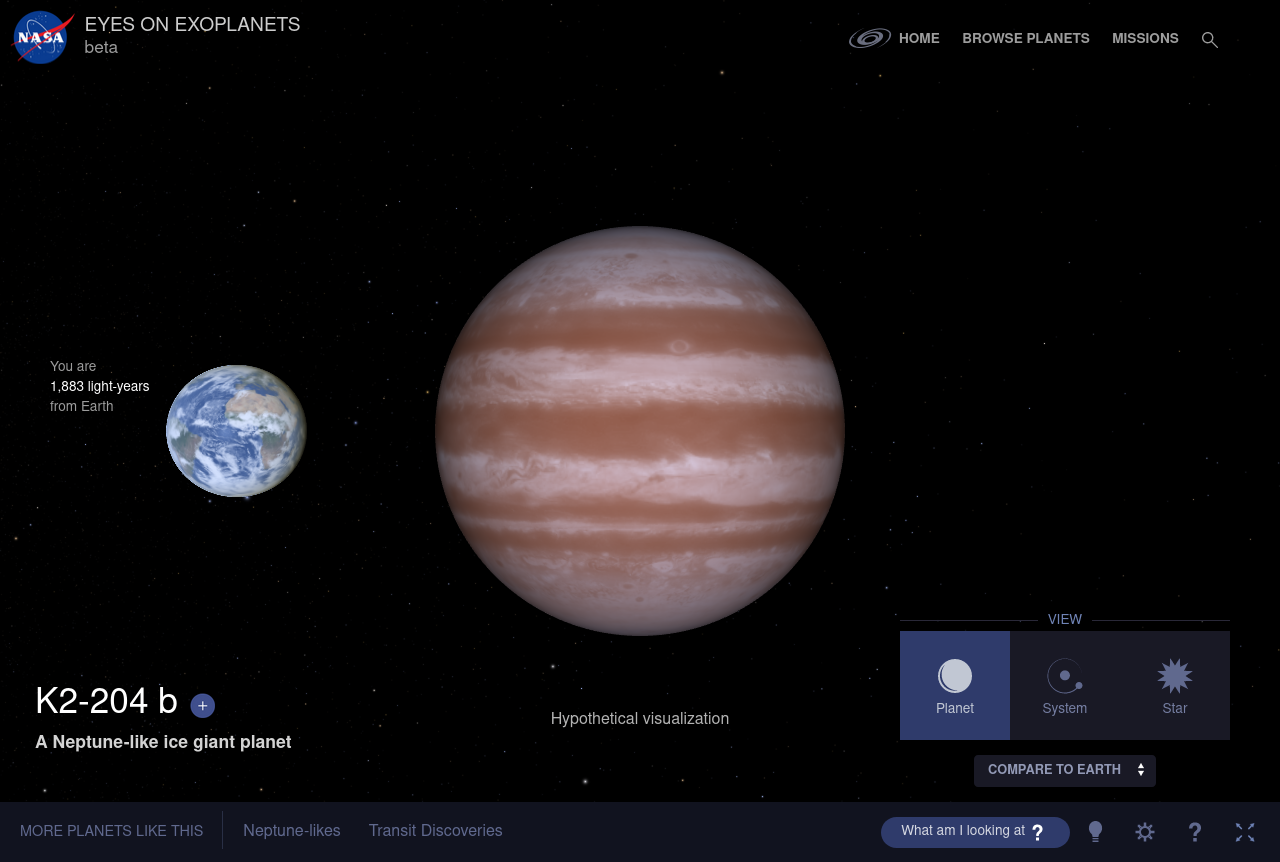 NASA
EYES ON EXOPLANETS
beta
HOME
BROWSE PLANETS
MISSIONS
You are
1,883 light-years
from Earth
VIEW
Planet
System
Star
K2-204 b +
A Neptune-like ice giant planet
Hypothetical visualization
COMPARE TO EARTH
MORE PLANETS LIKE THIS
Neptune-likes
Transit Discoveries
What am I looking at ?
?